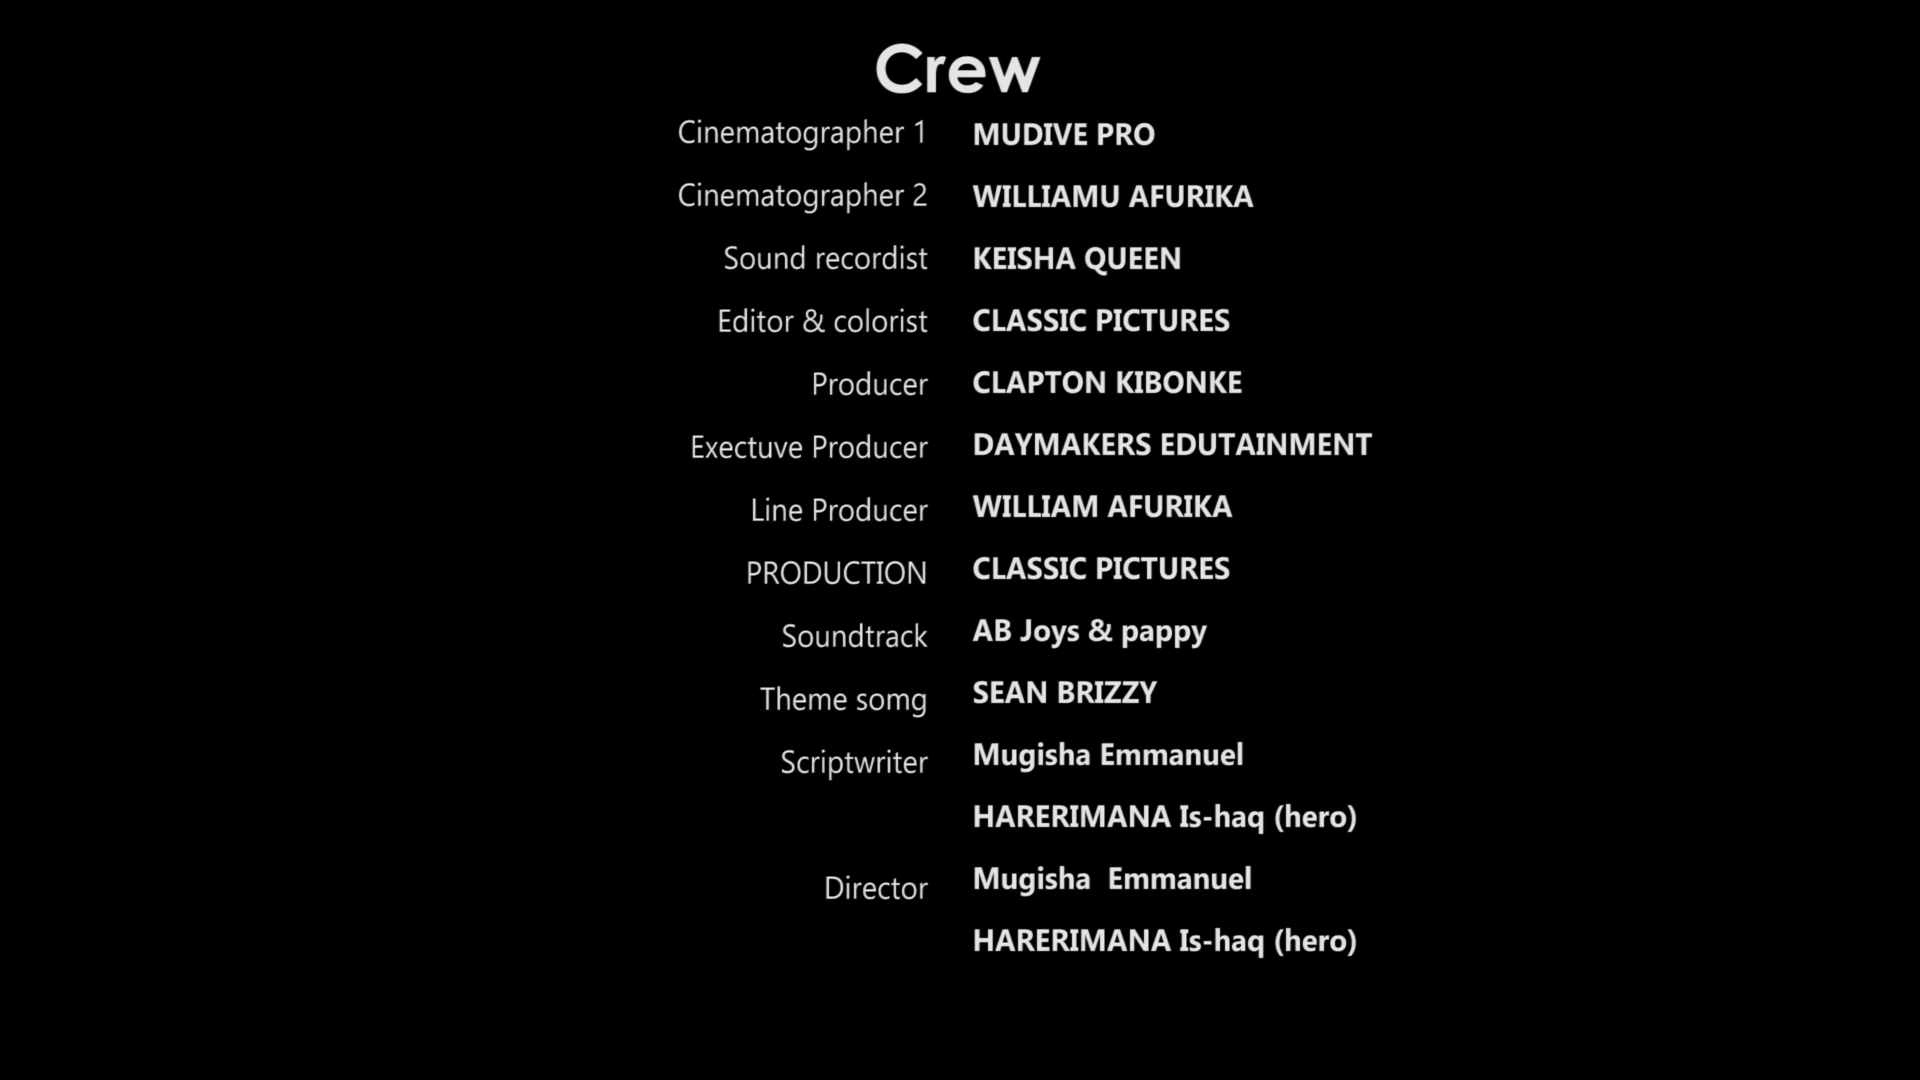 Crew
Cinematographer 1 MUDIVE PRO
Cinematographer 2 WILLIAMU AFURIKA
Sound recordist KEISHA QUEEN
Editor & colorist CLASSIC PICTURES
Producer CLAPTON KIBONKE
Exectuve Producer DAYMAKERS EDUTAINMENT
Line Producer WILLIAM AFURIKA
PRODUCTION CLASSIC PICTURES
Soundtrack AB Joys & pappy
Theme somg SEAN BRIZZY
Scriptwriter Mugisha Emmanuel
HARERIMANA Is-haq (hero)
Director Mugisha  Emmanuel
HARERIMANA Is-haq (hero)